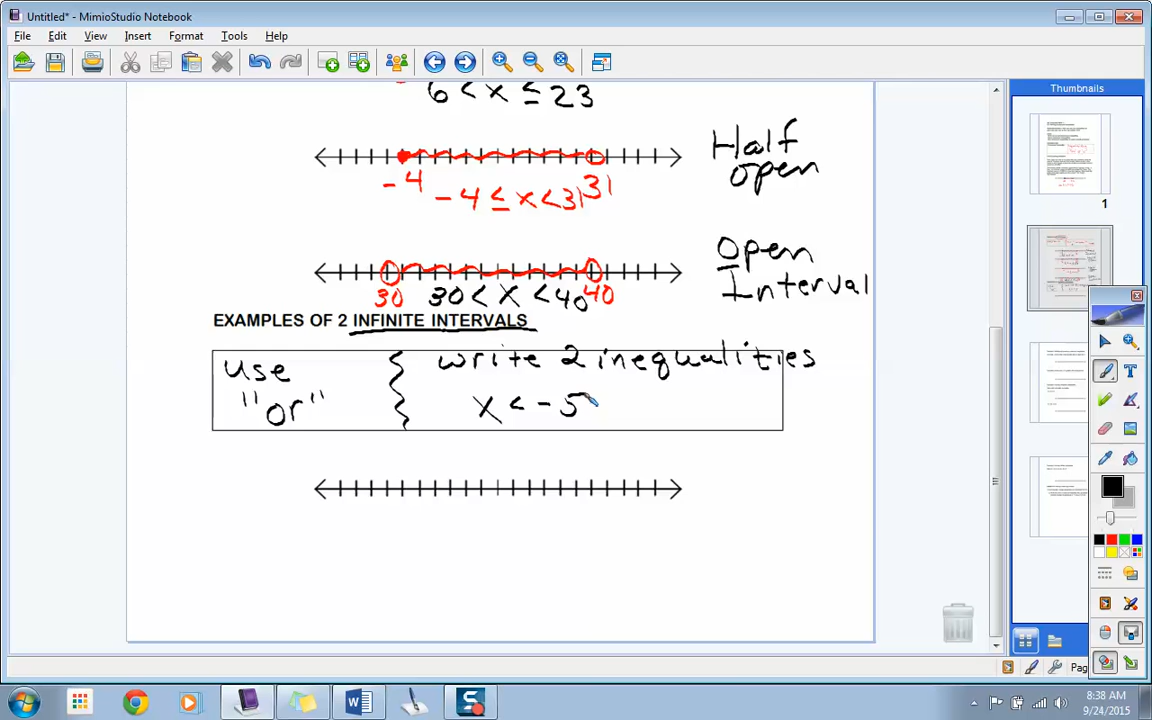 Untitled* - MimioStudio Notebook
File Edit View Insert Format Tools Help
Thumbnails
6 < x ≤ 23
Half
open
-4 31
-4 ≤ x < 31
Open
Interval
30 40
30 < x < 40
EXAMPLES OF 2 INFINITE INTERVALS
use
"or"
write 2 inequalities
x < -5
1
T
Pag
W
S
8:38 AM
9/24/2015